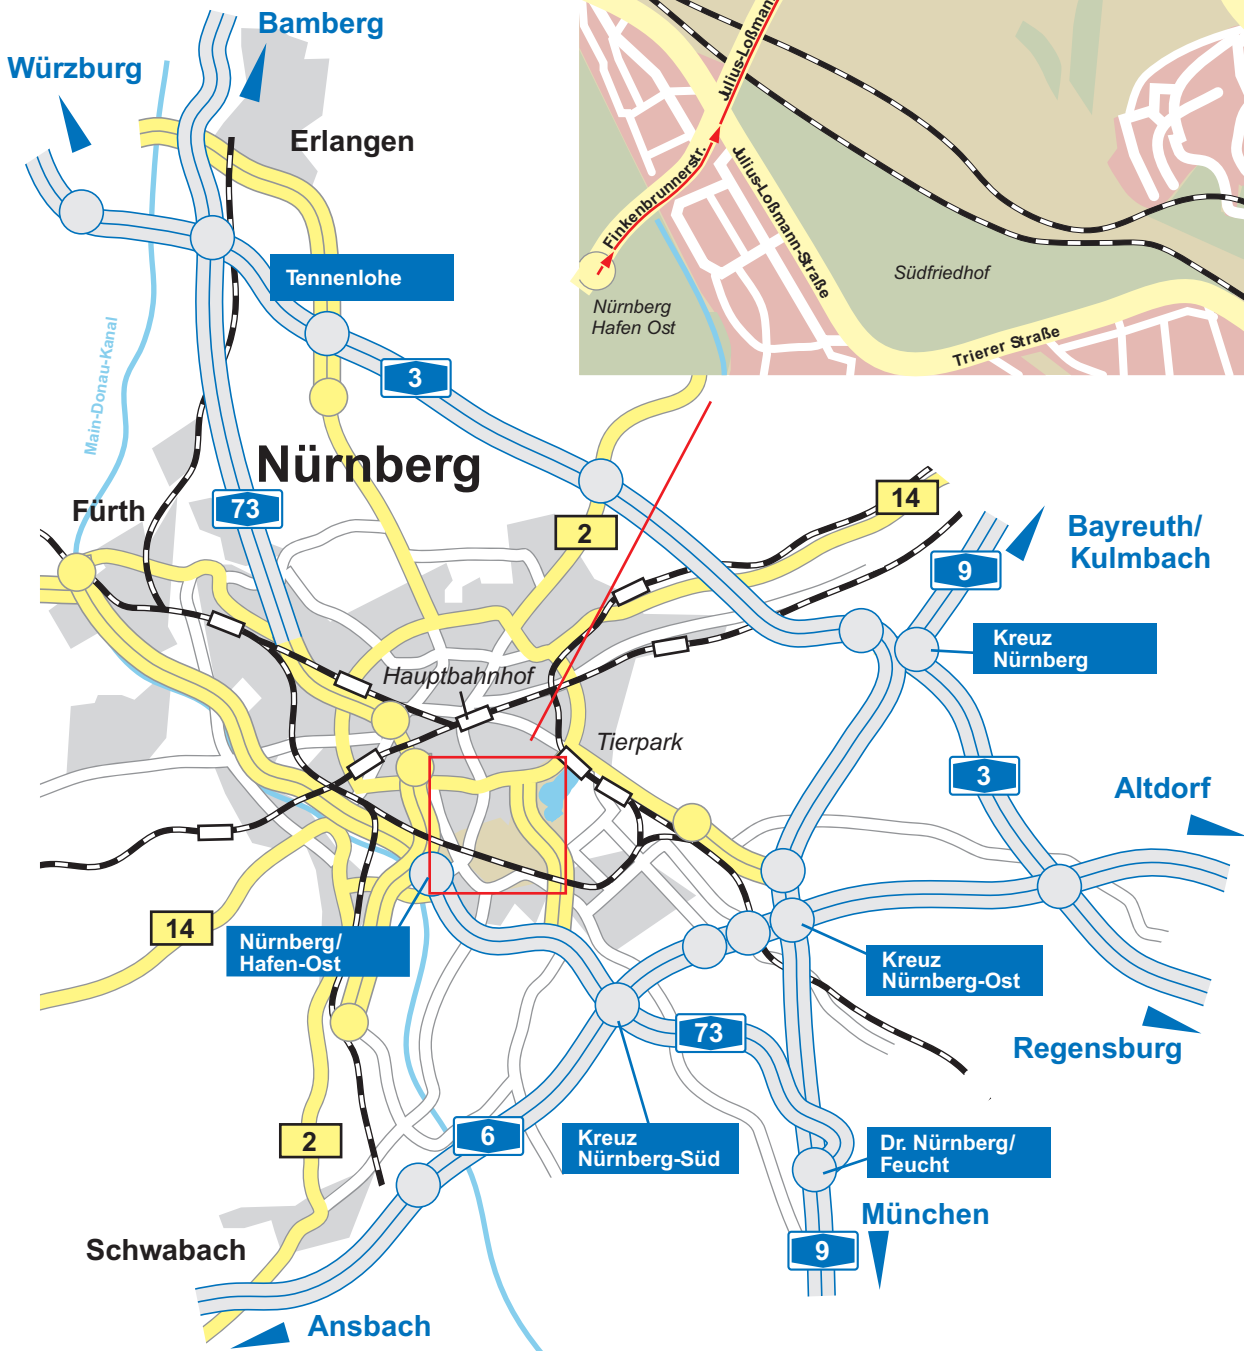 Bamberg
Würzburg
Erlangen
Tennenlohe
Main-Donau-Kanal
3
Nürnberg
Fürth
73
2
14
Julius-Loßmann
Finkenbrunnerstr.
Julius-Loßmann-Straße
Südfriedhof
Nürnberg
Hafen Ost
Trierer Straße
Bayreuth/
Kulmbach
9
Kreuz
Nürnberg
Hauptbahnhof
Tierpark
3
Altdorf
14
Nürnberg/
Hafen-Ost
Kreuz
Nürnberg-Ost
73
Regensburg
2
6
Kreuz
Nürnberg-Süd
Dr. Nürnberg/
Feucht
München
9
Schwabach
Ansbach